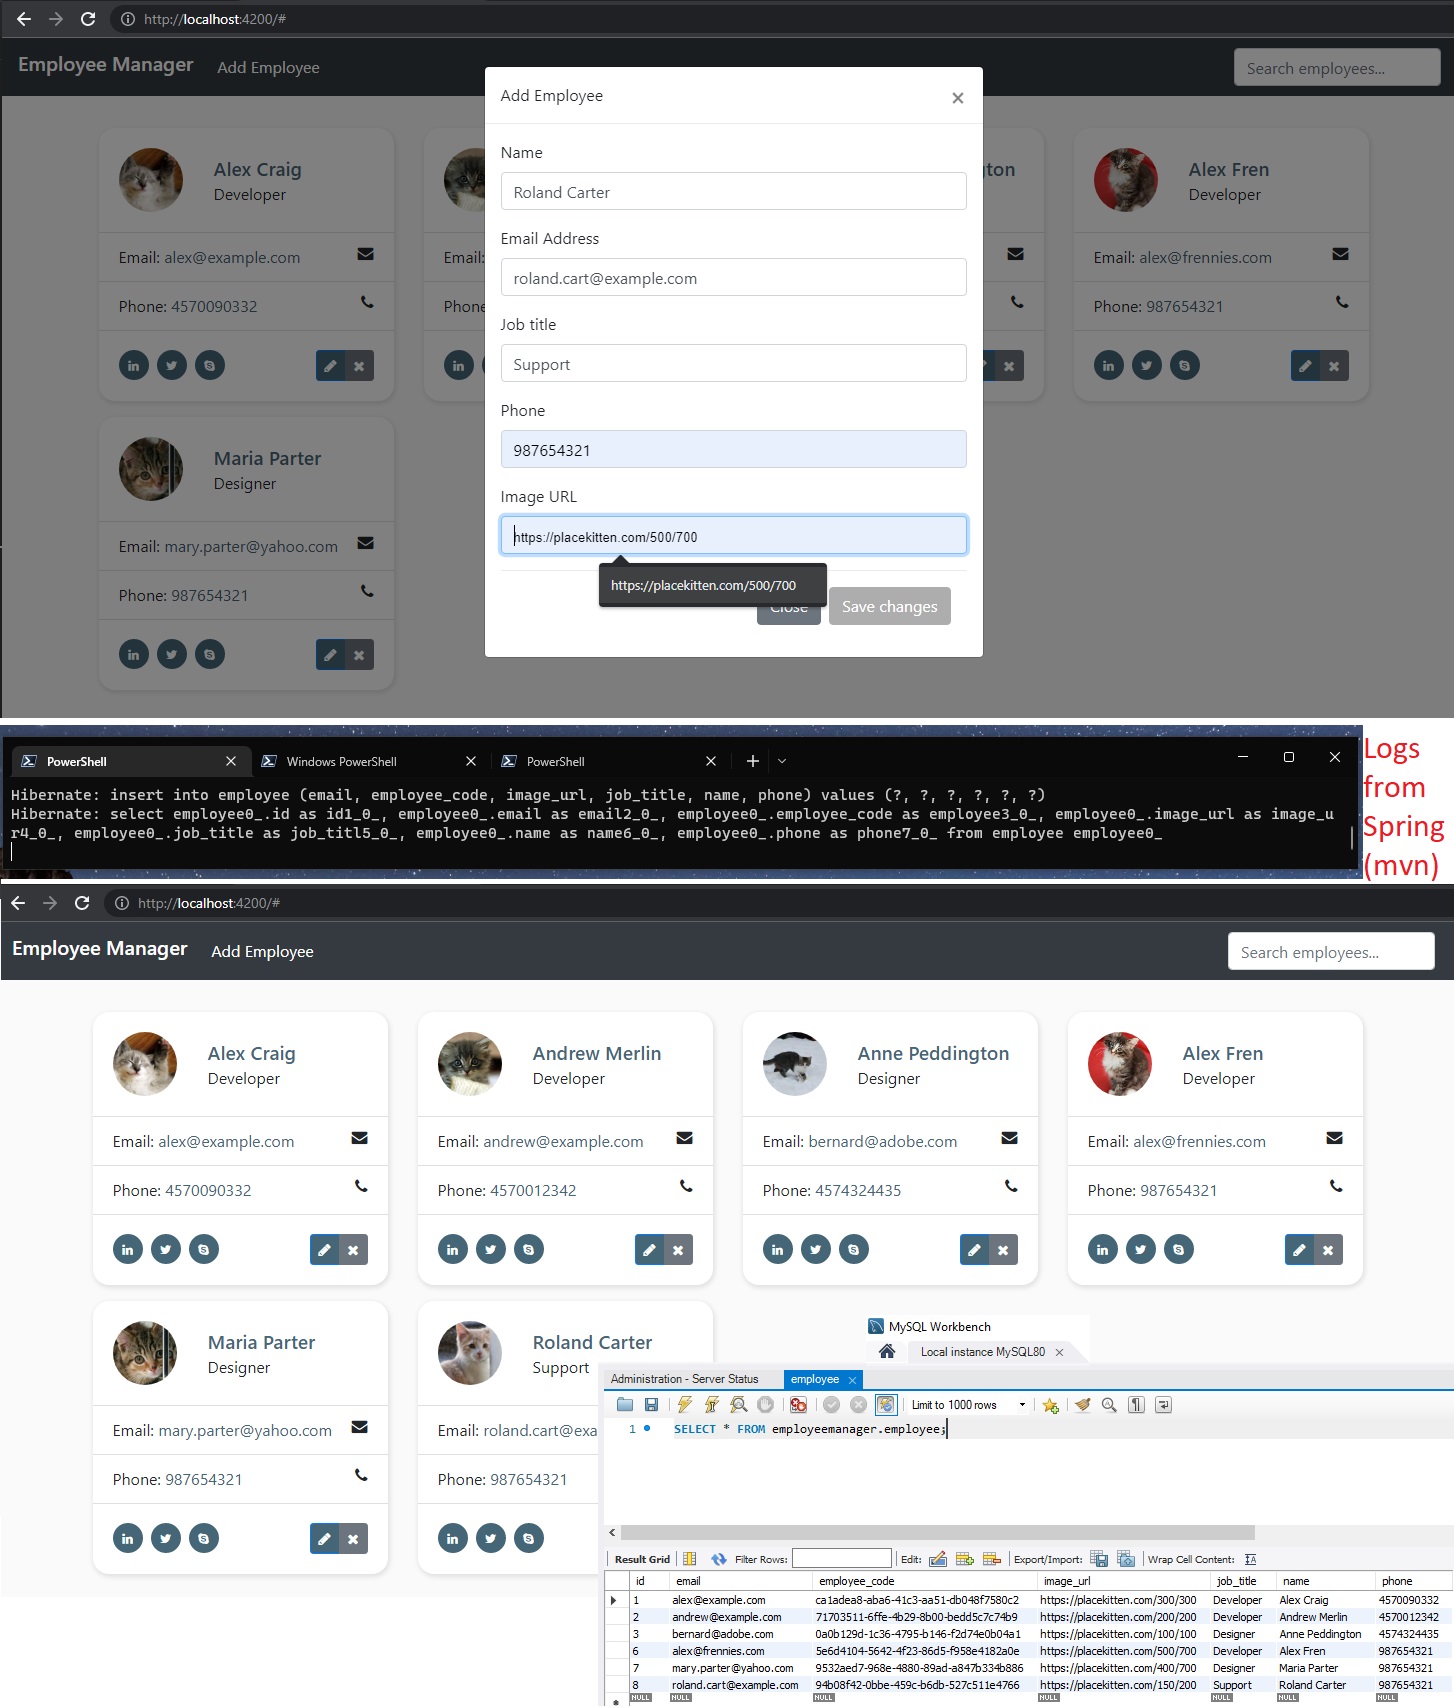 http://localhost:4200/#
Employee Manager Add Employee Search employees...
Add Employee
Name
Roland Carter
Email Address
roland.cart@example.com
Job title
Support
Phone
987654321
Image URL
https://placekitten.com/500/700
https://placekitten.com/500/700
Close Save changes
Alex Craig
Developer
Email: alex@example.com
Phone: 4570090332
Email:
Phone
gton
Alex Fren
Developer
Email: alex@frennies.com
Phone: 987654321
Maria Parter
Designer
Email: mary.parter@yahoo.com
Phone: 987654321
PowerShell Windows PowerShell PowerShell
Hibernate: insert into employee (email, employee_code, image_url, job_title, name, phone) values (?, ?, ?, ?, ?, ?)
Hibernate: select employee0_.id as id1_0_, employee0_.email as email2_0_, employee0_.employee_code as employee3_0_, employee0_.image_url as image_u
r4_0_, employee0_.job_title as job_titl5_0_, employee0_.name as name6_0_, employee0_.phone as phone7_0_ from employee employee0_
Logs
from
Spring
(mvn)
http://localhost:4200/#
Employee Manager Add Employee Search employees...
Alex Craig
Developer
Email: alex@example.com
Phone: 4570090332
Andrew Merlin
Developer
Email: andrew@example.com
Phone: 4570012342
Anne Peddington
Designer
Email: bernard@adobe.com
Phone: 4574324435
Alex Fren
Developer
Email: alex@frennies.com
Phone: 987654321
Maria Parter
Designer
Email: mary.parter@yahoo.com
Phone: 987654321
Roland Carter
Support
Email: roland.cart@exa
Phone: 987654321
MySQL Workbench
Local instance MySQL80
Administration - Server Status employee
Limit to 1000 rows
1 SELECT * FROM employeemanager.employee;
Result Grid Filter Rows: Edit: Export/Import: Wrap Cell Content:
id email employee_code image_url job_title name phone
1 alex@example.com ca1adea8-aba6-41c3-aa51-db048f7580c2 https://placekitten.com/300/300 Developer Alex Craig 4570090332
2 andrew@example.com 71703511-6ffe-4b29-8b00-bedd5c7c74b9 https://placekitten.com/200/200 Developer Andrew Merlin 4570012342
3 bernard@adobe.com 0a0b129d-1c36-4795-b146-f2d74e0b04a1 https://placekitten.com/100/100 Designer Anne Peddington 4574324435
6 alex@frennies.com 5e6d4104-5642-4f23-86d5-f958e4182a0e https://placekitten.com/500/700 Developer Alex Fren 987654321
7 mary.parter@yahoo.com 9532aed7-968e-4880-89ad-a847b334b886 https://placekitten.com/400/700 Designer Maria Parter 987654321
8 roland.cart@example.com 94b08f42-0bbe-459c-b6db-527c511e4766 https://placekitten.com/150/200 Support Roland Carter 987654321
NULL NULL NULL NULL NULL NULL NULL